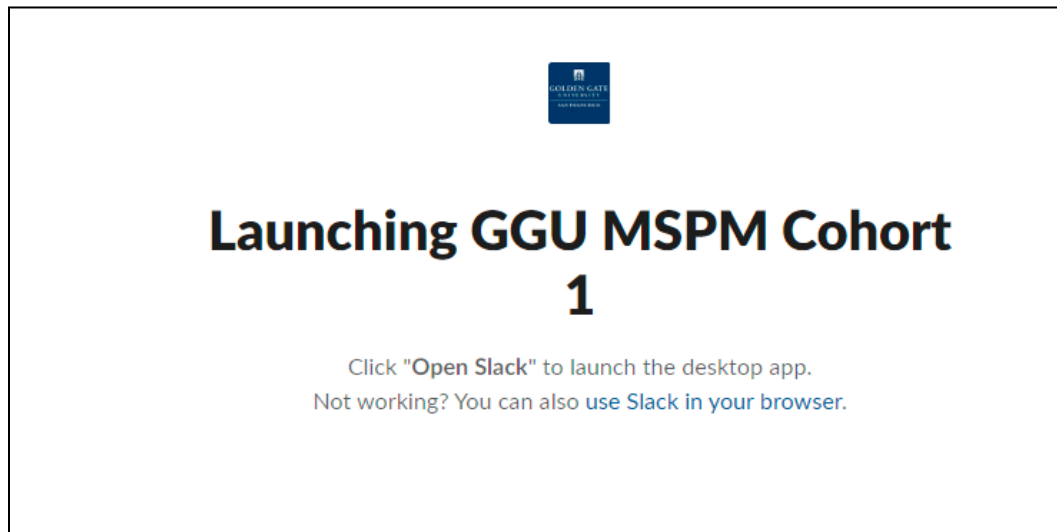 GOLDEN GATE
UNIVERSITY
SAN FRANCISCO
Launching GGU MSPM Cohort
1
Click "Open Slack" to launch the desktop app.
Not working? You can also use Slack in your browser.